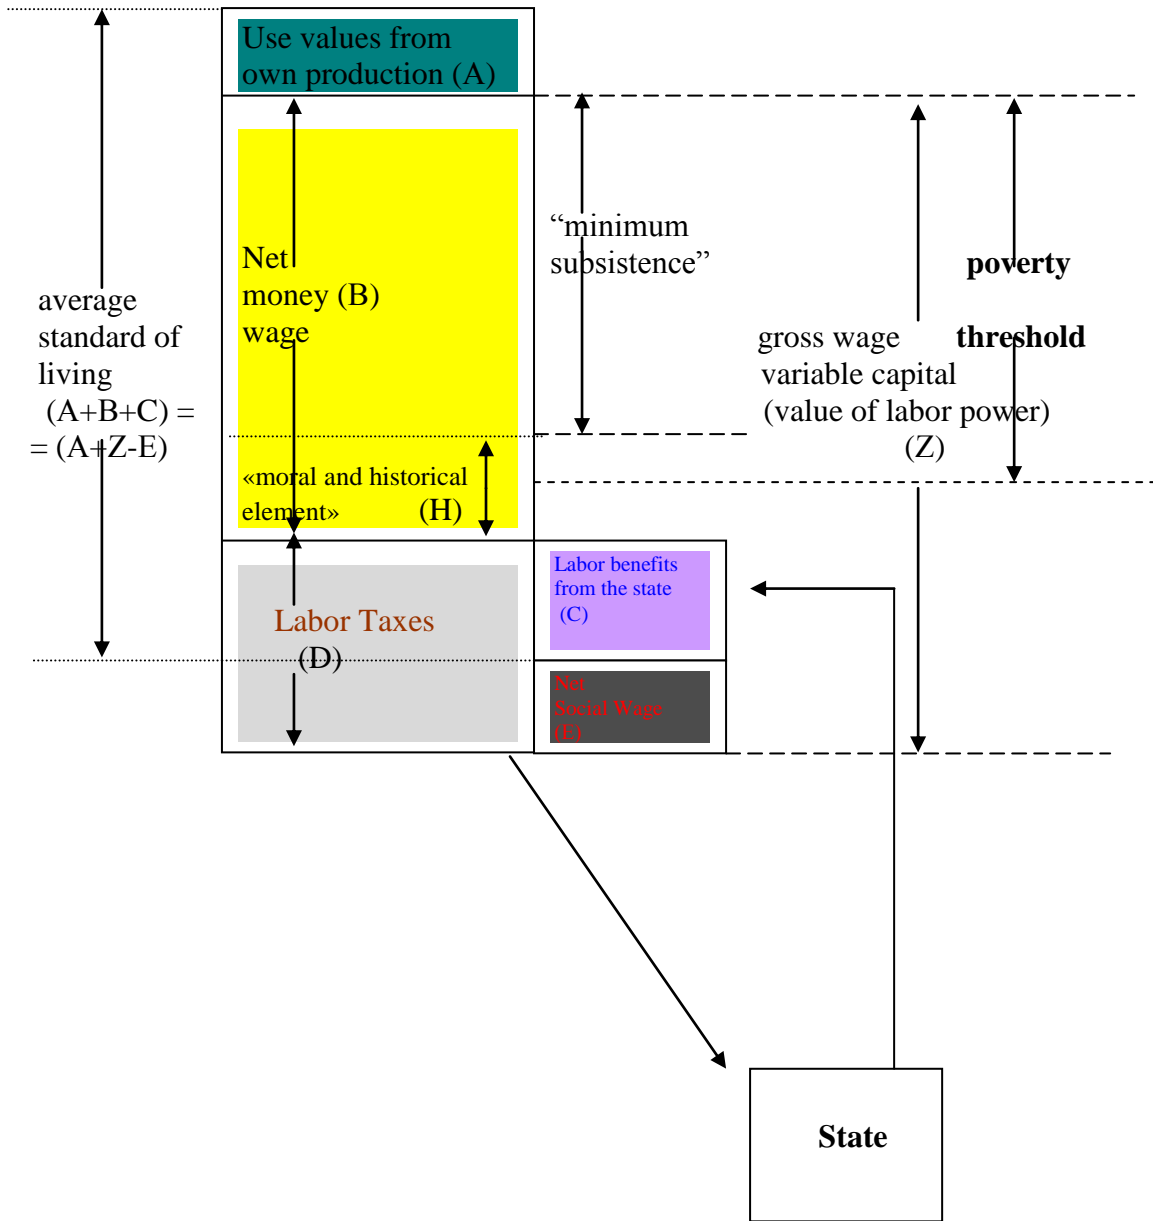 Use values from
own production (A)
“minimum
subsistence”
Net
money (B)
wage
poverty
threshold
average
standard of
living
(A+B+C) =
= (A+Z-E)
gross wage
variable capital
(value of labor power)
(Z)
«moral and historical
element» (H)
Labor benefits
from the state
(C)
Labor Taxes
(D)
Net
Social Wage
(E)
State